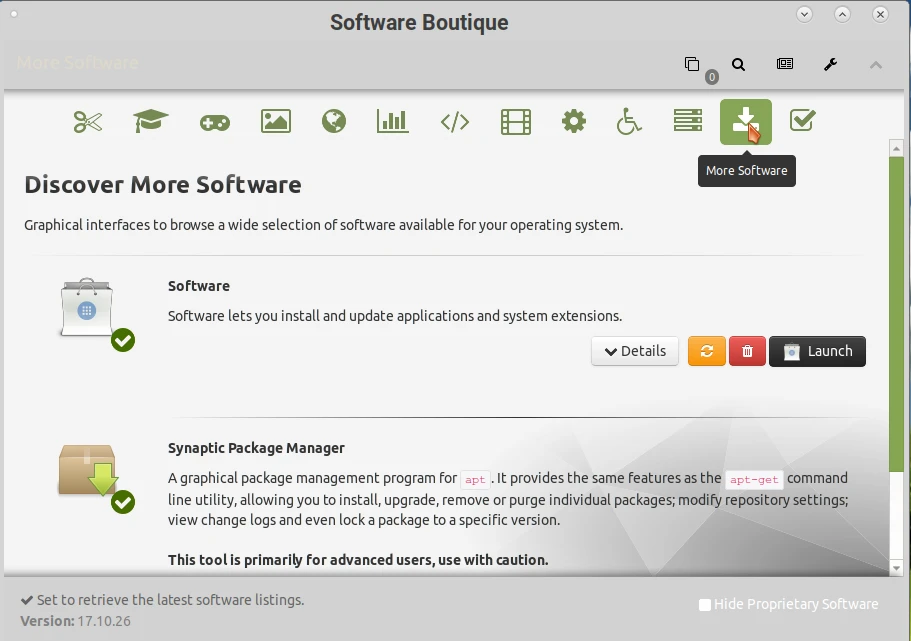 Software Boutique
More Software
0
More Software
Discover More Software
Graphical interfaces to browse a wide selection of software available for your operating system.
Software
Software lets you install and update applications and system extensions.
Details
Launch
Synaptic Package Manager
A graphical package management program for apt. It provides the same features as the apt-get command
line utility, allowing you to install, upgrade, remove or purge individual packages; modify repository settings;
view change logs and even lock a package to a specific version.
This tool is primarily for advanced users, use with caution.
Set to retrieve the latest software listings.
Hide Proprietary Software
Version: 17.10.26